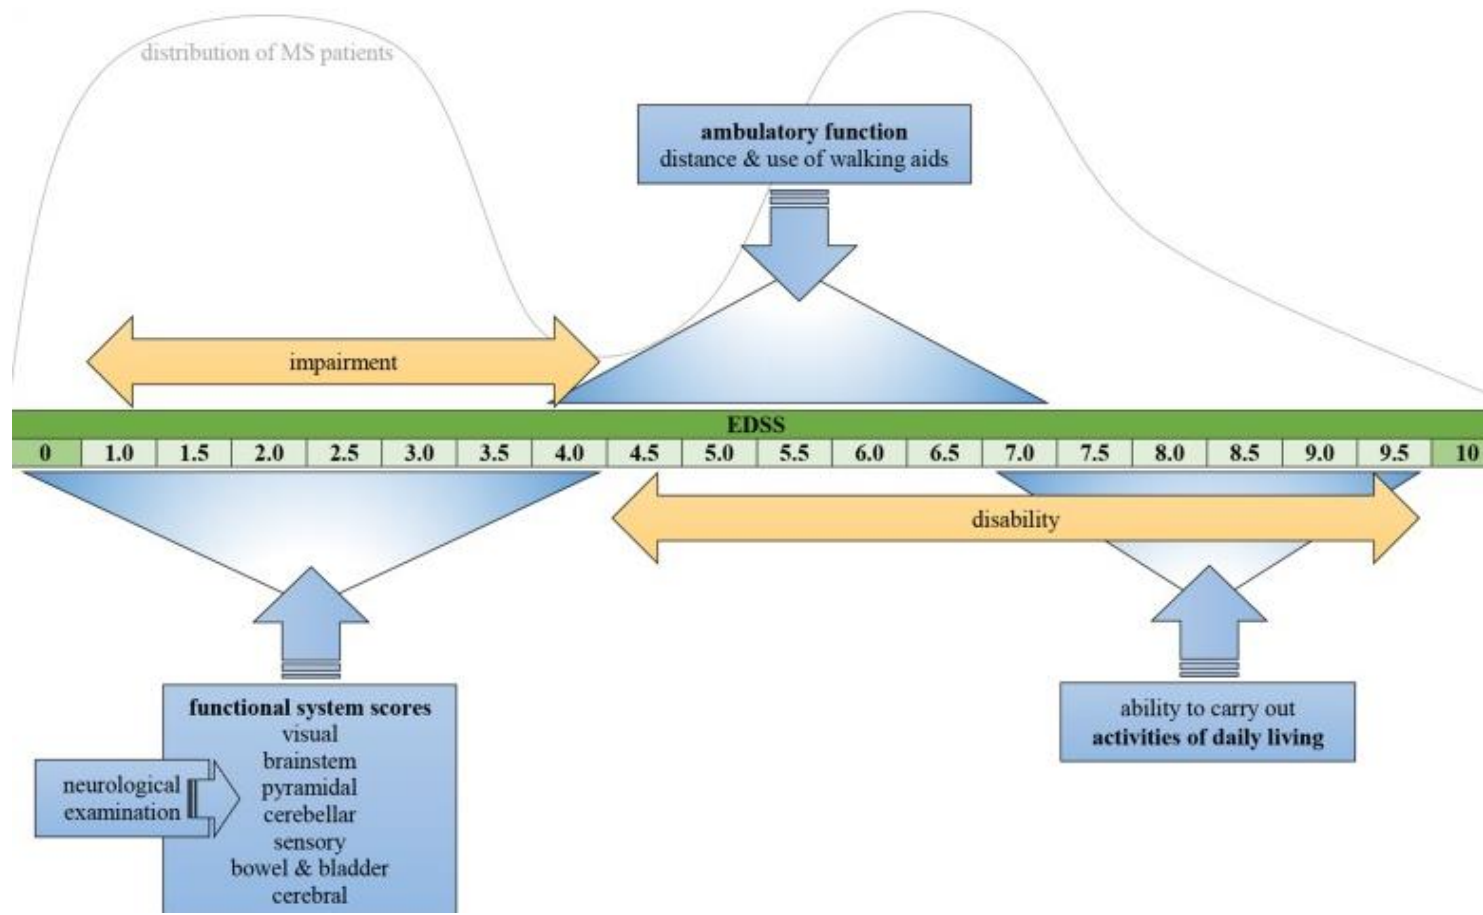 distribution of MS patients
ambulatory function
distance & use of walking aids
impairment
EDSS
0 1.0 1.5 2.0 2.5 3.0 3.5 4.0 4.5 5.0 5.5 6.0 6.5 7.0 7.5 8.0 8.5 9.0 9.5 10
disability
functional system scores
visual
brainstem
pyramidal
cerebellar
sensory
bowel & bladder
cerebral
neurological
examination
ability to carry out
activities of daily living